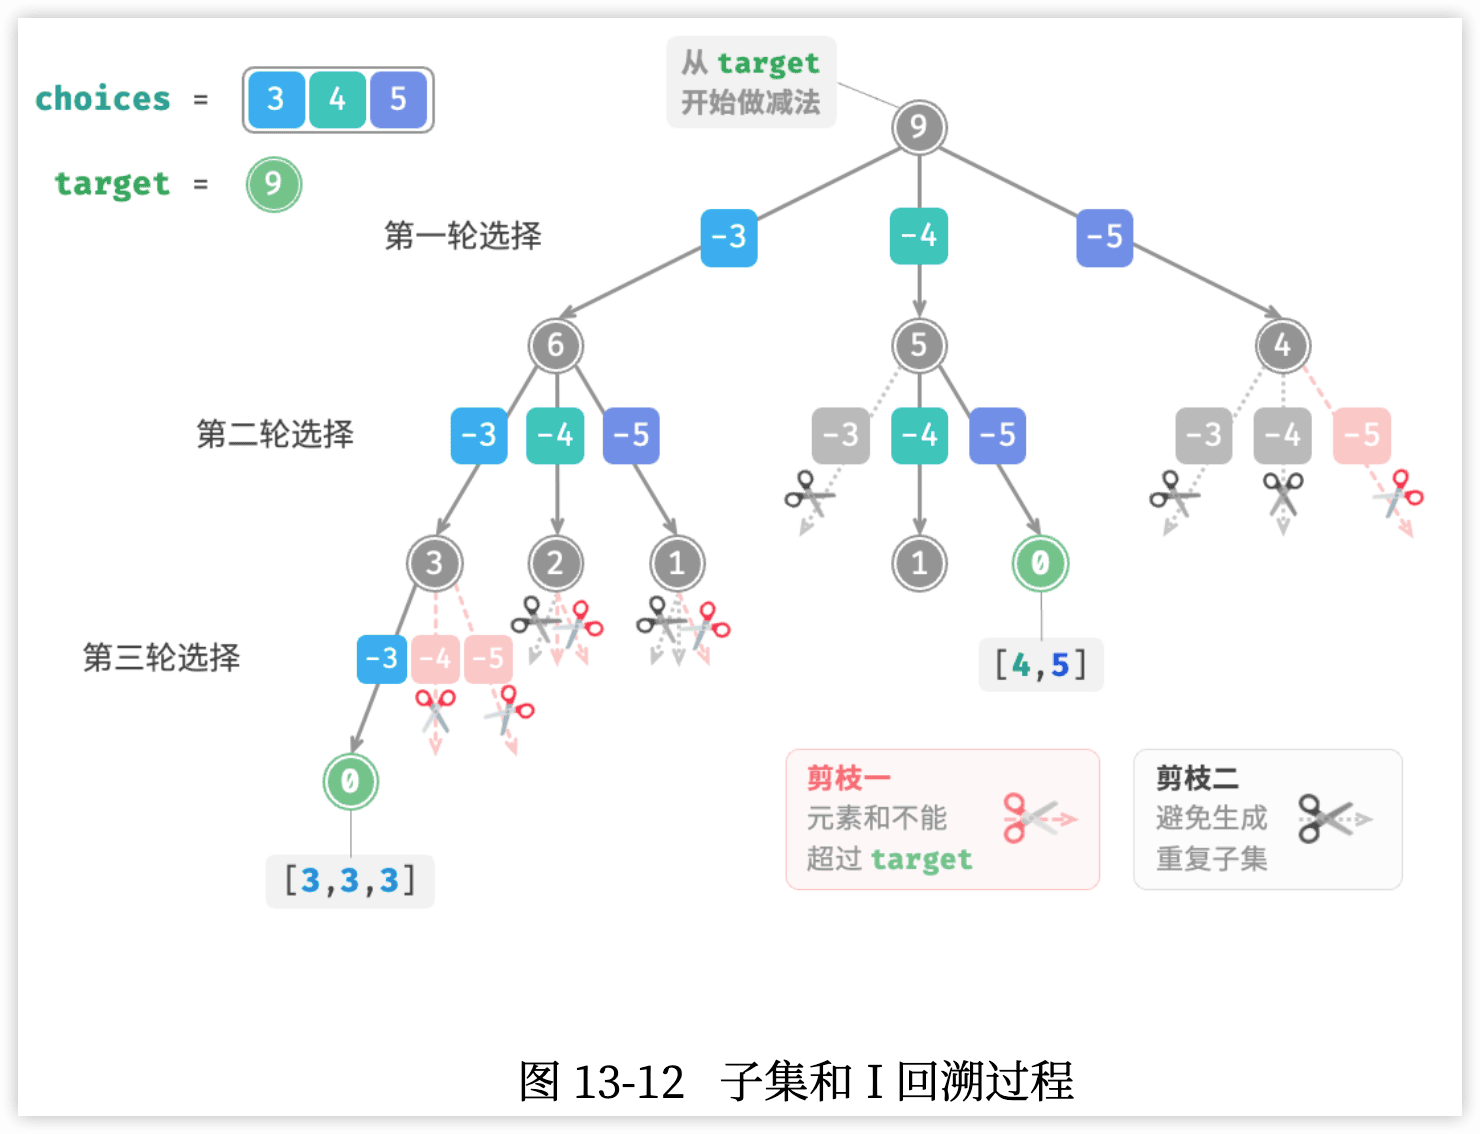 choices = 3 4 5
target = 9
从 target
开始做减法
9
第一轮选择
-3 -4 -5
6 5 4
第二轮选择
-3 -4 -5 -3 -4 -5 -3 -4 -5
3 2 1 1 0
第三轮选择
-3 -4 -5
[4,5]
0
[3,3,3]
剪枝一
元素和不能
超过 target
剪枝二
避免生成
重复子集
图 13-12 子集和 I 回溯过程